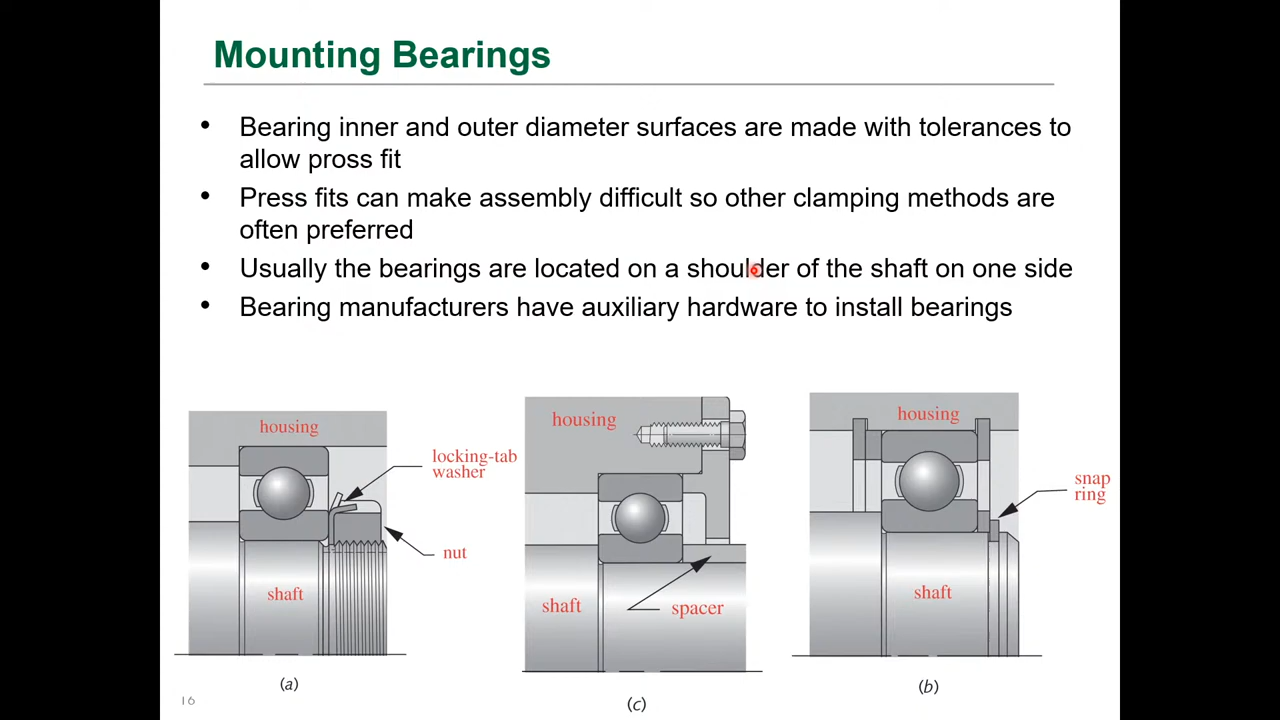 Mounting Bearings
• Bearing inner and outer diameter surfaces are made with tolerances to
allow pross fit
• Press fits can make assembly difficult so other clamping methods are
often preferred
• Usually the bearings are located on a shoulder of the shaft on one side
• Bearing manufacturers have auxiliary hardware to install bearings
housing
locking-tab
washer
nut
shaft
(a)
housing
shaft
spacer
(c)
housing
snap
ring
shaft
(b)
16